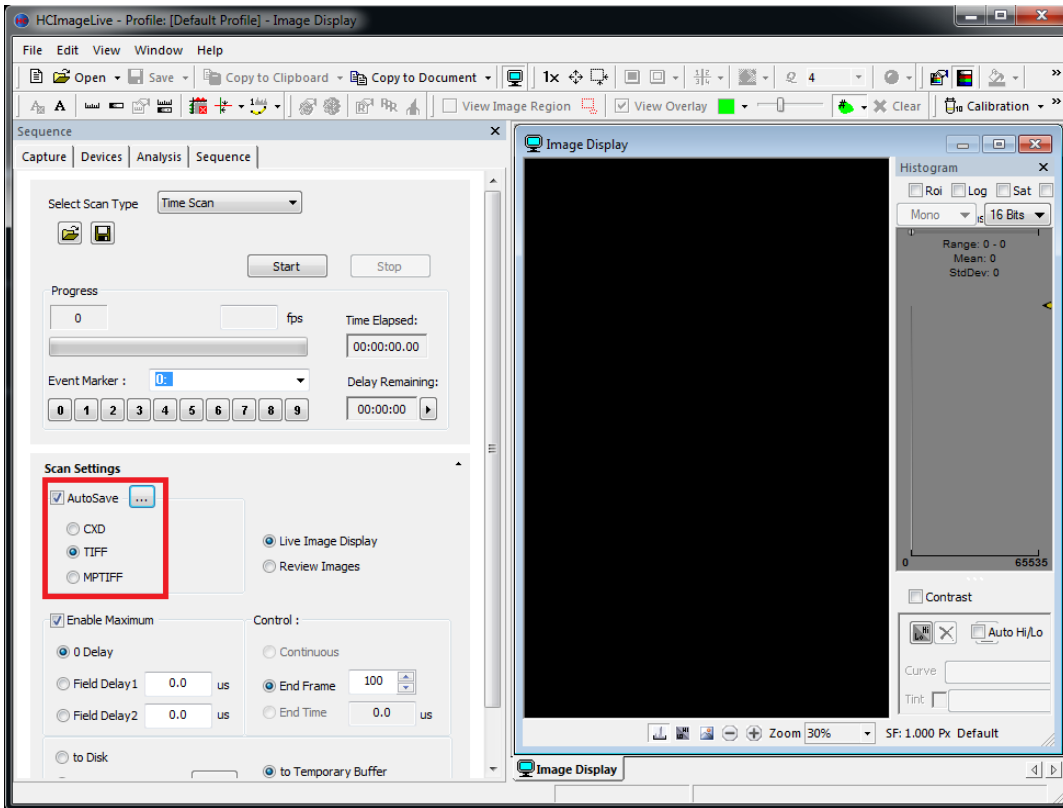 HCImageLive - Profile: [Default Profile] - Image Display
File Edit View Window Help
Open Save Copy to Clipboard Copy to Document 1x 4 »
A View Image Region View Overlay Clear Calibration »
Sequence
Capture Devices Analysis Sequence
Select Scan Type Time Scan
Start Stop
Progress
0 fps Time Elapsed:
00:00:00.00
Event Marker : 0: Delay Remaining:
0 1 2 3 4 5 6 7 8 9 00:00:00
Scan Settings
AutoSave ...
CXD
TIFF
MPTIFF
Live Image Display
Review Images
Enable Maximum
0 Delay
Field Delay1 0.0 us
Field Delay2 0.0 us
Control :
Continuous
End Frame 100
End Time 0.0 us
to Disk
to Temporary Buffer
Image Display
Histogram
Roi Log Sat
Mono 16 Bits
Range: 0 - 0
Mean: 0
StdDev: 0
0 65535
Contrast
Hi Lo Auto Hi/Lo
Curve
Tint
Zoom 30% SF: 1.000 Px Default
Image Display